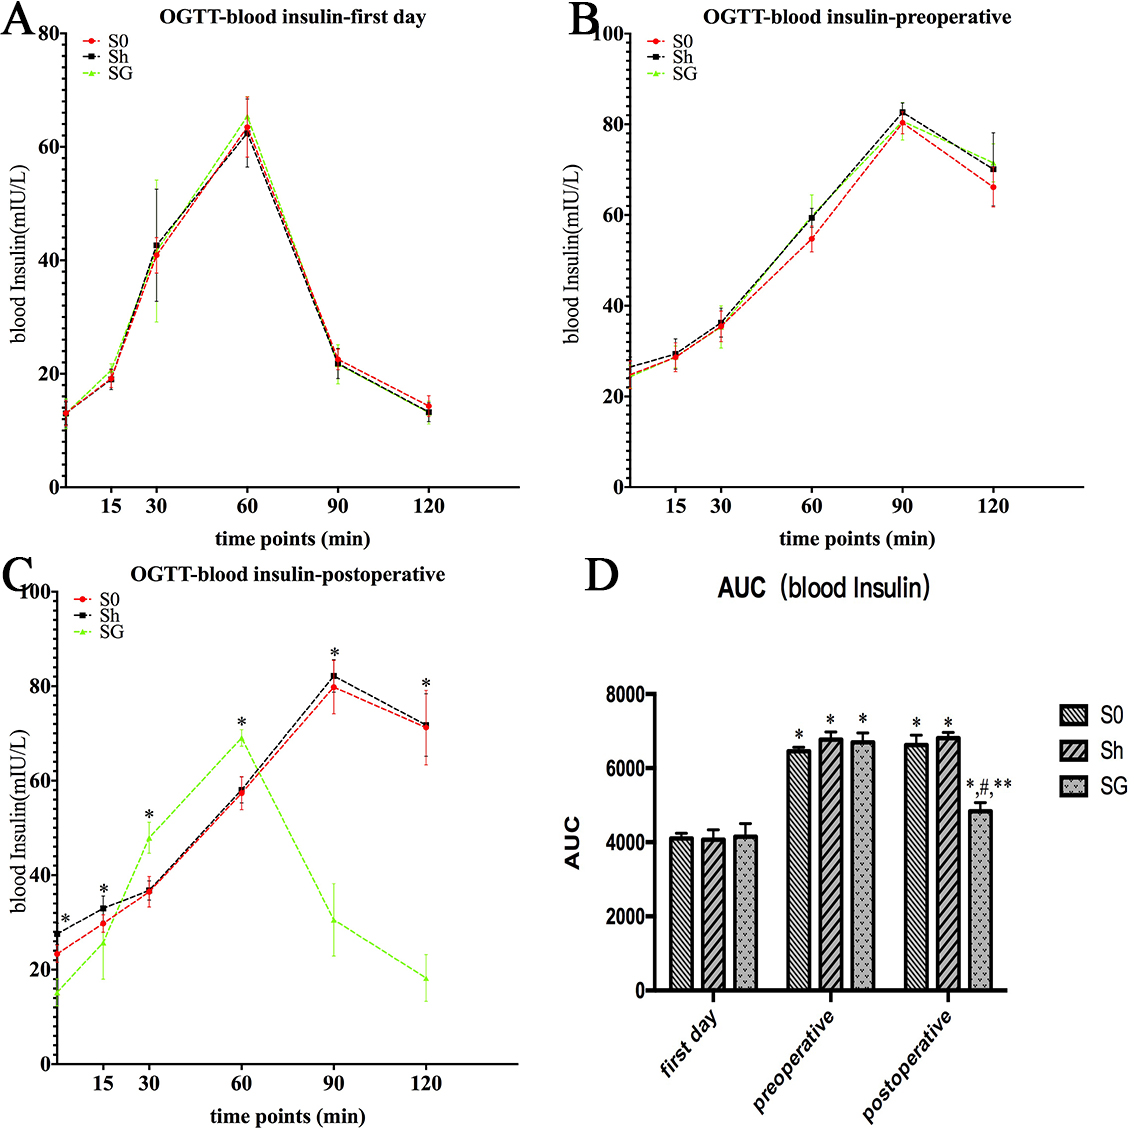 A
OGTT-blood insulin-first day
S0
Sh
SG
80
60
40
20
0
blood Insulin(mIU/L)
15 30 60 90 120
time points (min)
B
OGTT-blood insulin-preoperative
S0
Sh
SG
100
80
60
40
20
0
blood Insulin(mIU/L)
15 30 60 90 120
time points (min)
C
OGTT-blood insulin-postoperative
S0
Sh
SG
100
80
60
40
20
0
blood Insulin(mIU/L)
* * * * * *
15 30 60 90 120
time points (min)
D
AUC (blood Insulin)
8000
6000
4000
2000
0
AUC
* * * * * *,#,**
S0
Sh
SG
first day
preoperative
postoperative